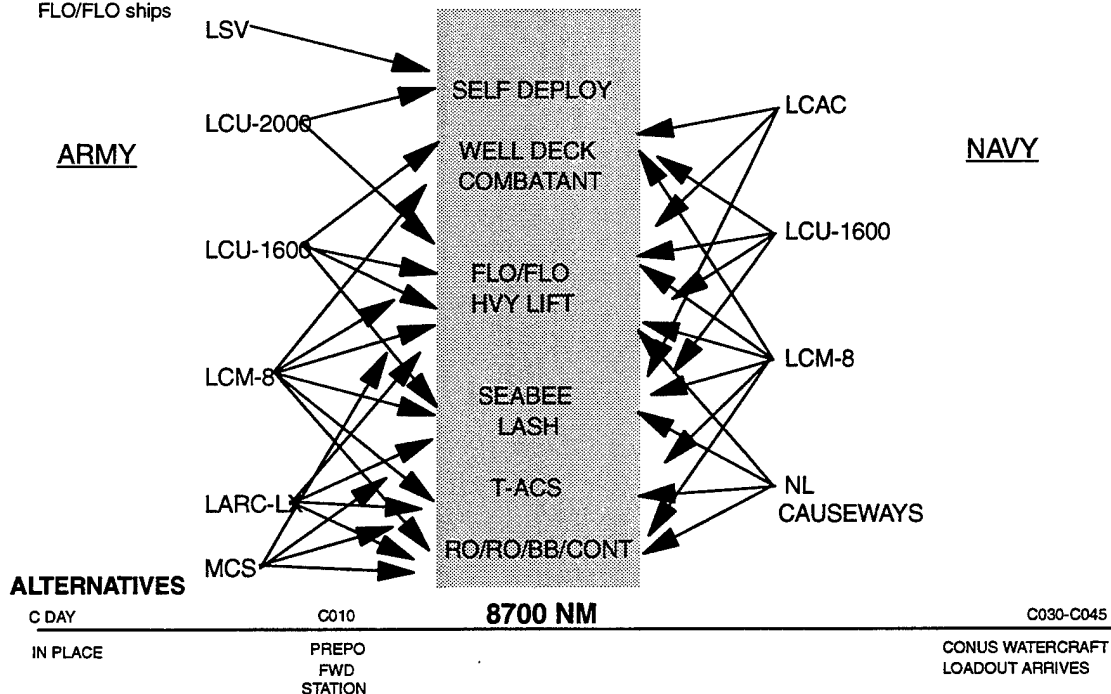 FLO/FLO ships
LSV
LCU-2000
ARMY
LCU-1600
LCM-8
LARC-LX
MCS
SELF DEPLOY
WELL DECK
COMBATANT
FLO/FLO
HVY LIFT
SEABEE
LASH
T-ACS
RO/RO/BB/CONT
LCAC
NAVY
LCU-1600
LCM-8
NL
CAUSEWAYS
ALTERNATIVES
C DAY
C010
8700 NM
C030-C045
IN PLACE
PREPO
FWD
STATION
CONUS WATERCRAFT
LOADOUT ARRIVES